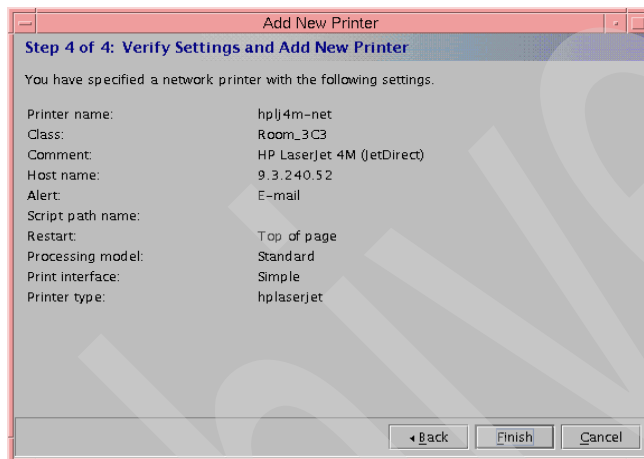 Add New Printer
Step 4 of 4: Verify Settings and Add New Printer
You have specified a network printer with the following settings.
Printer name: hplj4m-net
Class: Room_3C3
Comment: HP LaserJet 4M (JetDirect)
Host name: 9.3.240.52
Alert: E-mail
Script path name:
Restart: Top of page
Processing model: Standard
Print interface: Simple
Printer type: hplaserjet
Back Finish Cancel